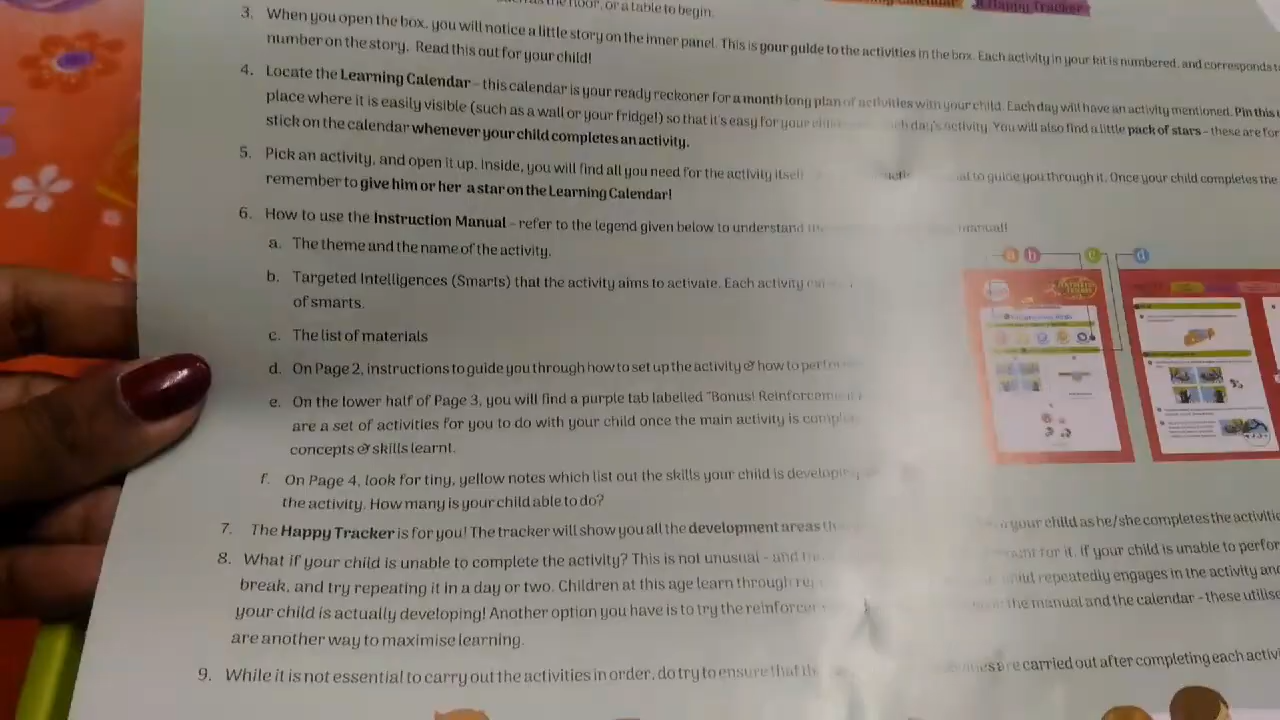 the floor, or a table to begin.
Calendar
Happy Tracker
3. When you open the box, you will notice a little story on the inner panel. This is your guide to the activities in the box. Each activity in your kit is numbered, and corresponds
number on the story. Read this out for your child!
4. Locate the Learning Calendar - this calendar is your ready reckoner for a month long plan of activities with your child. Each day will have an activity mentioned. Pin this
place where it is easily visible (such as a wall or your fridge!) so that it's easy for your day's activity. You will also find a little pack of stars - these are for
stick on the calendar whenever your child completes an activity.
5. Pick an activity, and open it up. Inside, you will find all you need for the activity itself to guide you through it. Once your child completes the
remember to give him or her a star on the Learning Calendar!
6. How to use the Instruction Manual - refer to the legend given below to understand manual!
a. The theme and the name of the activity.
b. Targeted Intelligences (Smarts) that the activity aims to activate. Each activity
of smarts.
c. The list of materials
d. On Page 2, instructions to guide you through how to set up the activity & how to
e. On the lower half of Page 3, you will find a purple tab labelled "Bonus! Reinforcement
are a set of activities for you to do with your child once the main activity is
concepts & skills learnt.
f. On Page 4, look for tiny, yellow notes which list out the skills your child is developing
the activity. How many is your child able to do?
a b c d
7. The Happy Tracker is for you! The tracker will show you all the development areas your child as he/she completes the
8. What if your child is unable to complete the activity? This is not unusual - and for it. If your child is unable to
break, and try repeating it in a day or two. Children at this age learn through child repeatedly engages in the activity and
your child is actually developing! Another option you have is to try the the manual and the calendar - these utilise
are another way to maximise learning.
9. While it is not essential to carry out the activities in order, do try to ensure that are carried out after completing each